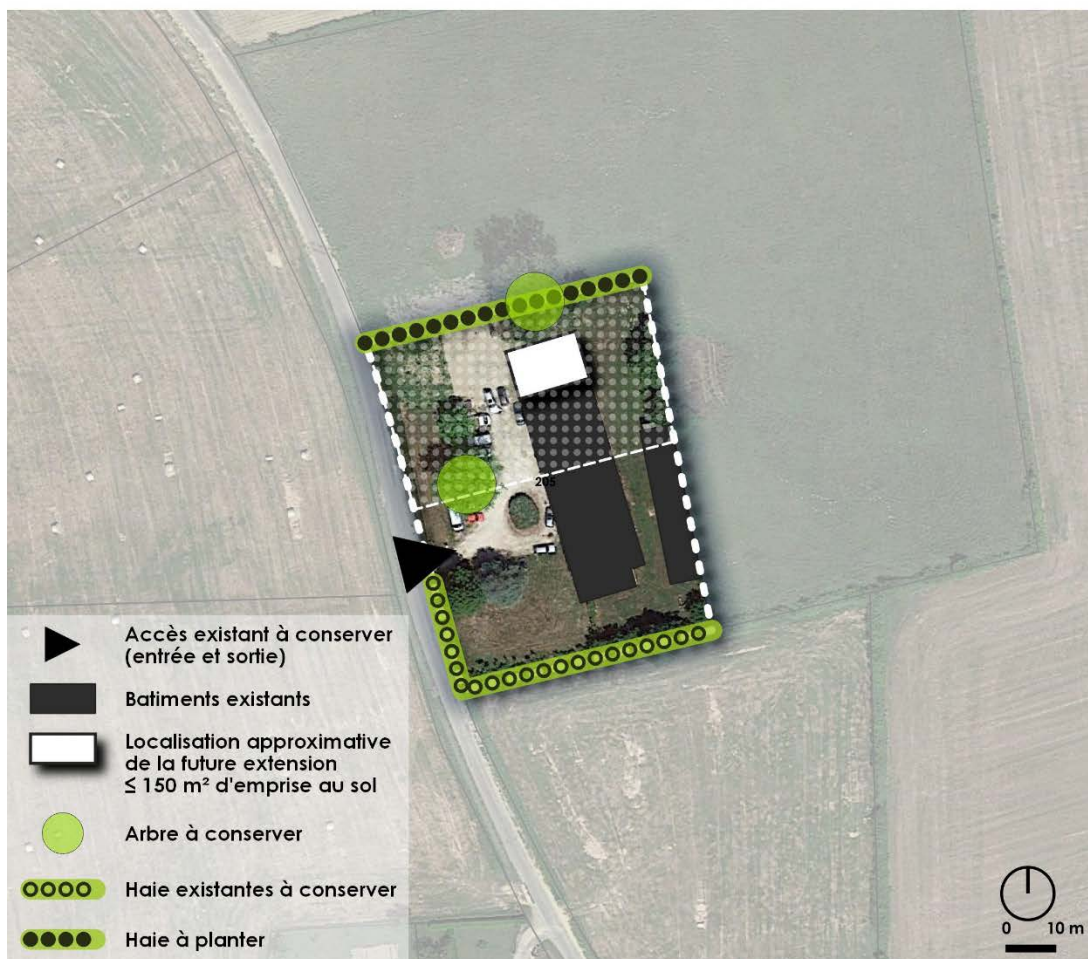 205
Accès existant à conserver
(entrée et sortie)
Batiments existants
Localisation approximative
de la future extension
≤ 150 m² d'emprise au sol
Arbre à conserver
Haie existantes à conserver
Haie à planter
0 10 m